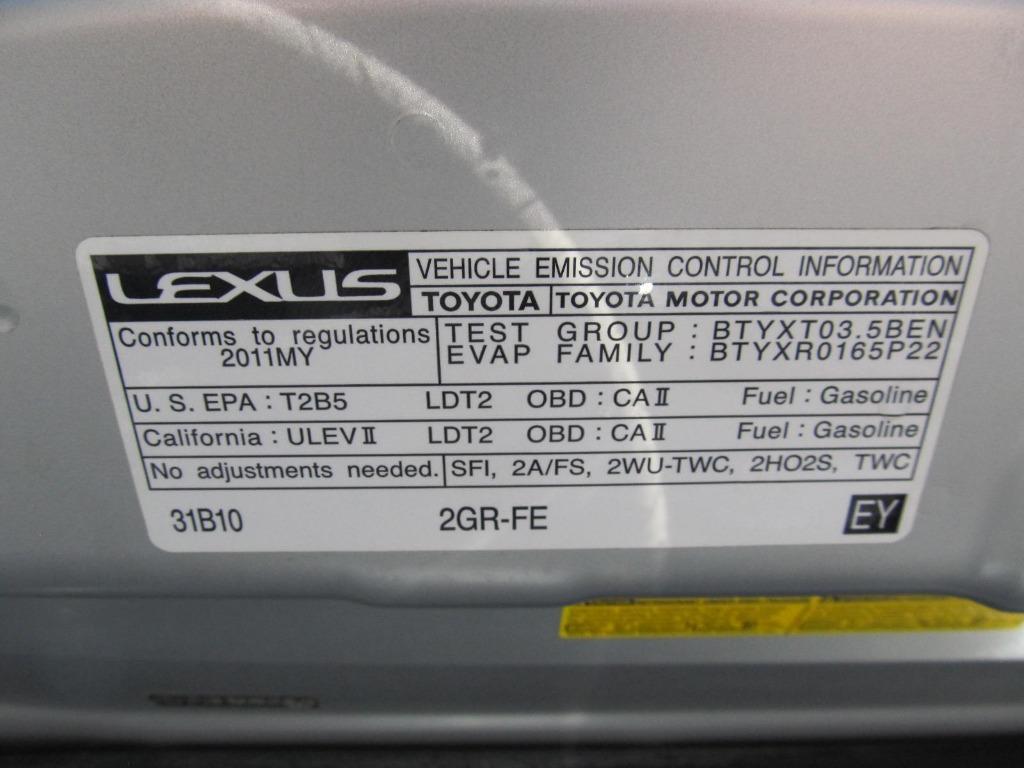 LEXUS VEHICLE EMISSION CONTROL INFORMATION
TOYOTA TOYOTA MOTOR CORPORATION
Conforms to regulations
2011MY
TEST GROUP : BTYXT03.5BEN
EVAP FAMILY : BTYXR0165P22
U. S. EPA : T2B5 LDT2 OBD : CAⅡ Fuel : Gasoline
California : ULEVⅡ LDT2 OBD : CAⅡ Fuel : Gasoline
No adjustments needed. SFI, 2A/FS, 2WU-TWC, 2HO2S, TWC
31B10 2GR-FE EY